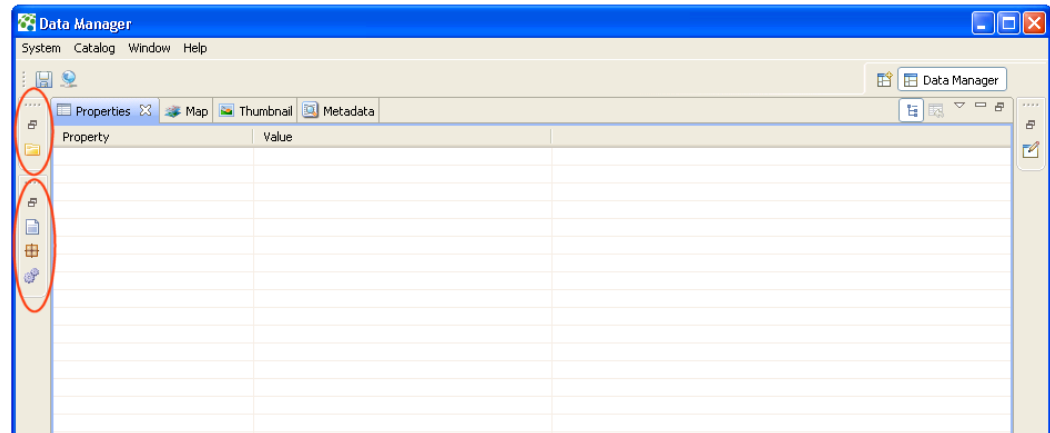 Data Manager
System Catalog Window Help
Data Manager
Properties Map Thumbnail Metadata
Property Value